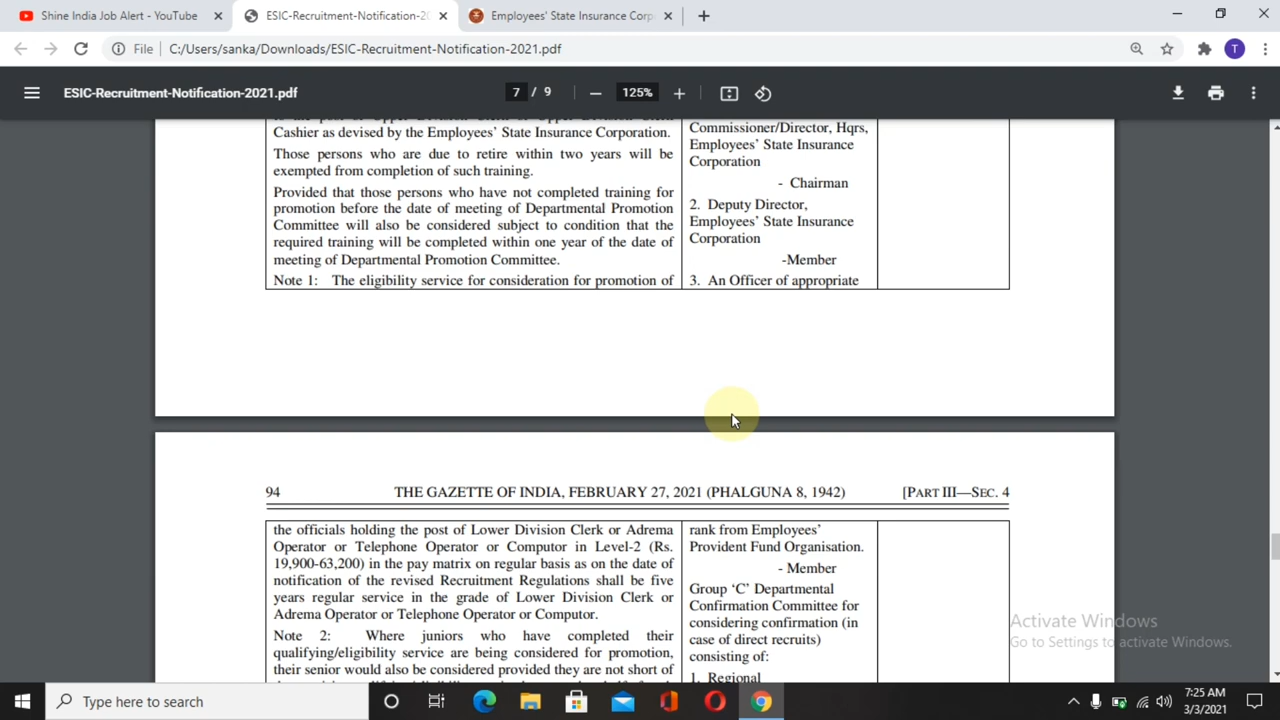 Shine India Job Alert - YouTube
ESIC-Recruitment-Notification-20
Employees' State Insurance Corp
File
C:/Users/sanka/Downloads/ESIC-Recruitment-Notification-2021.pdf
T
ESIC-Recruitment-Notification-2021.pdf
7 / 9
125%
to the post of Upper Division Clerk or Upper Division Clerk
Cashier as devised by the Employees' State Insurance Corporation.
Those persons who are due to retire within two years will be
exempted from completion of such training.
Provided that those persons who have not completed training for
promotion before the date of meeting of Departmental Promotion
Committee will also be considered subject to condition that the
required training will be completed within one year of the date of
meeting of Departmental Promotion Committee.
Note 1: The eligibility service for consideration for promotion of
Commissioner/Director, Hqrs,
Employees' State Insurance
Corporation
- Chairman
2. Deputy Director,
Employees' State Insurance
Corporation
-Member
3. An Officer of appropriate
94
THE GAZETTE OF INDIA, FEBRUARY 27, 2021 (PHALGUNA 8, 1942)
[PART III—SEC. 4
the officials holding the post of Lower Division Clerk or Adrema
Operator or Telephone Operator or Computor in Level-2 (Rs.
19,900-63,200) in the pay matrix on regular basis as on the date of
notification of the revised Recruitment Regulations shall be five
years regular service in the grade of Lower Division Clerk or
Adrema Operator or Telephone Operator or Computor.
Note 2: Where juniors who have completed their
qualifying/eligibility service are being considered for promotion,
their senior would also be considered provided they are not short of
rank from Employees'
Provident Fund Organisation.
- Member
Group 'C' Departmental
Confirmation Committee for
considering confirmation (in
case of direct recruits)
consisting of:
1. Regional
Activate Windows
Go to Settings to activate Windows.
Type here to search
7:25 AM
3/3/2021